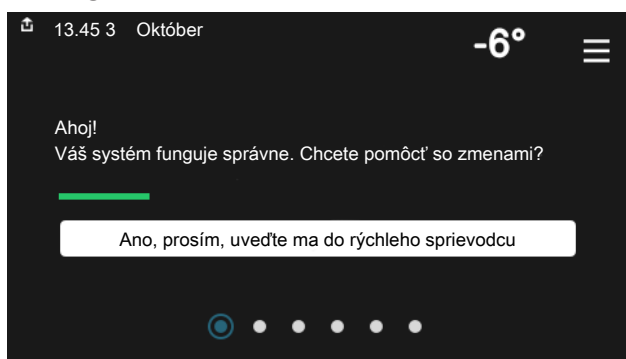 13.45 3 Október
-6°
Ahoj!
Váš systém funguje správne. Chcete pomôcť so zmenami?
Ano, prosím, uveďte ma do rýchleho sprievodcu